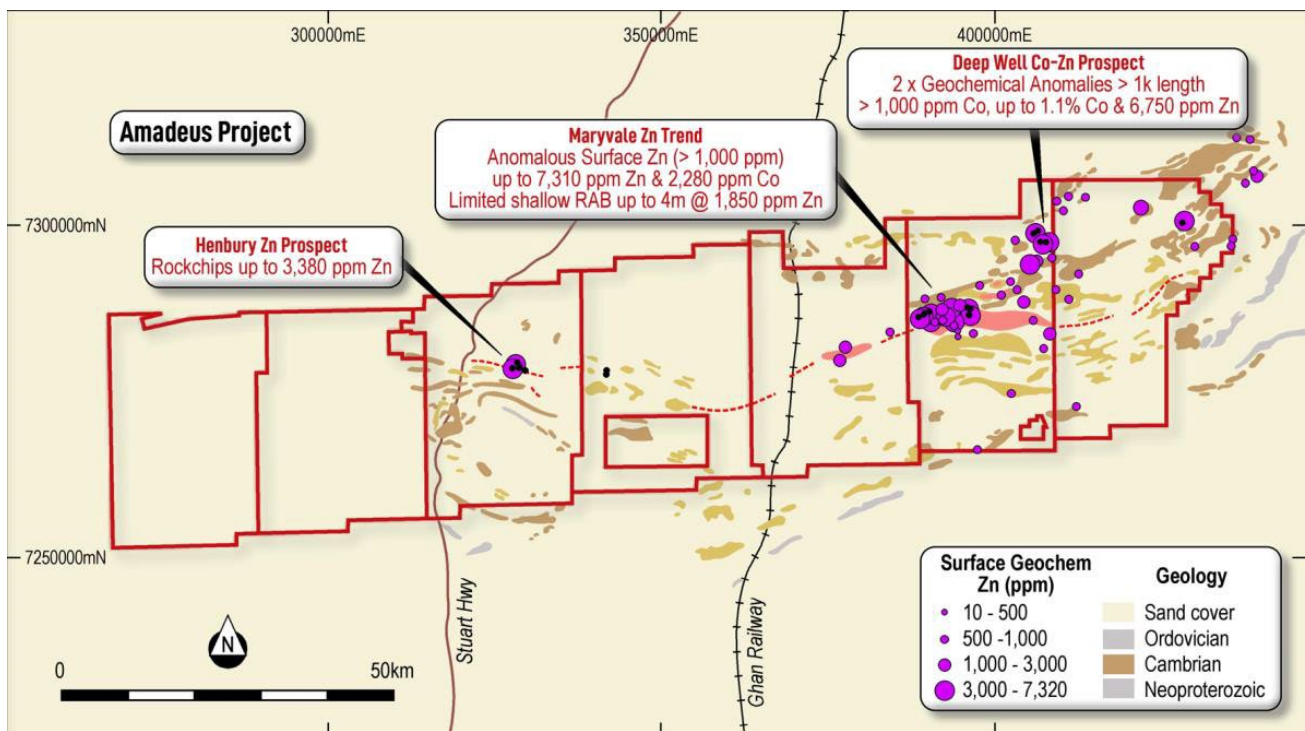 300000mE
350000mE
400000mE
Amadeus Project
Deep Well Co-Zn Prospect
2 x Geochemical Anomalies > 1k length
> 1,000 ppm Co, up to 1.1% Co & 6,750 ppm Zn
Maryvale Zn Trend
Anomalous Surface Zn (> 1,000 ppm)
up to 7,310 ppm Zn & 2,280 ppm Co
Limited shallow RAB up to 4m @ 1,850 ppm Zn
7300000mN
Henbury Zn Prospect
Rockchips up to 3,380 ppm Zn
7250000mN
Stuart Hwy
Ghan Railway
N
0
50km
Surface Geochem
Zn (ppm)
10 - 500
500 -1,000
1,000 - 3,000
3,000 - 7,320
Geology
Sand cover
Ordovician
Cambrian
Neoproterozoic